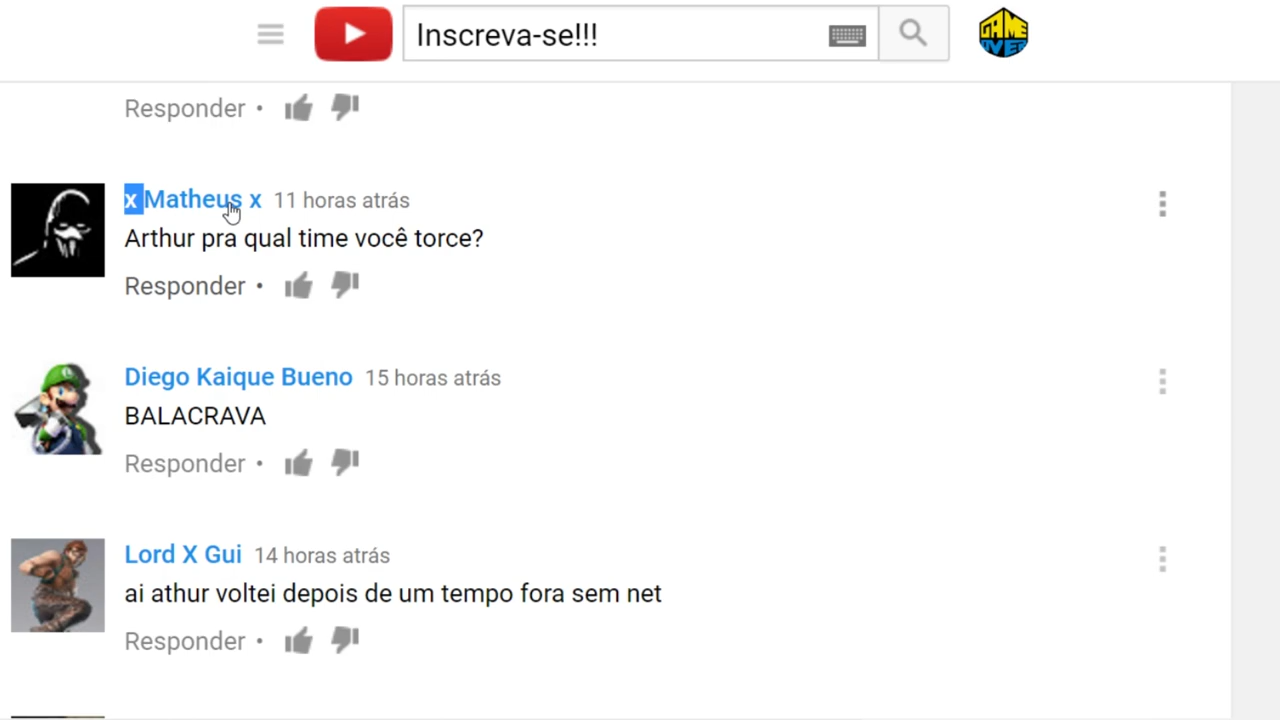 Inscreva-se!!!
GAME
OVER
Responder •
x Matheus x 11 horas atrás
Arthur pra qual time você torce?
Responder •
Diego Kaique Bueno 15 horas atrás
BALACRAVA
Responder •
Lord X Gui 14 horas atrás
ai athur voltei depois de um tempo fora sem net
Responder •